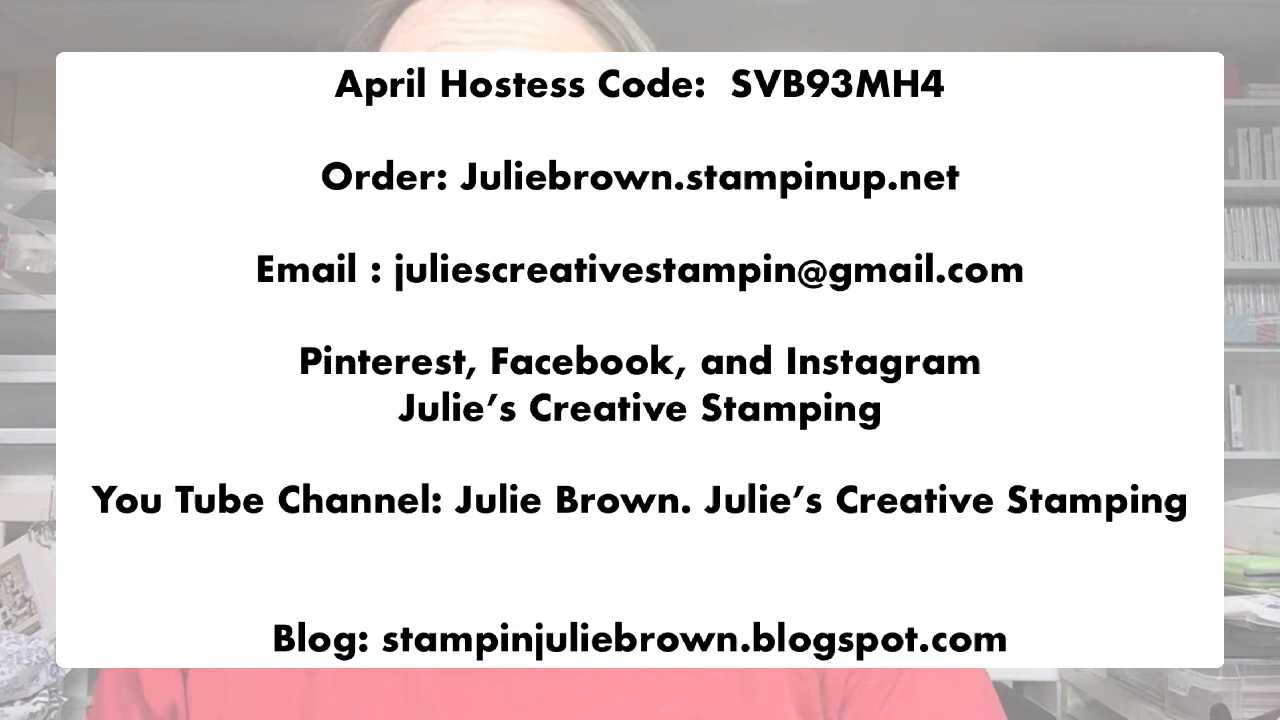 April Hostess Code:  SVB93MH4
Order: Juliebrown.stampinup.net
Email : juliescreativestampin@gmail.com
Pinterest, Facebook, and Instagram
Julie’s Creative Stamping
You Tube Channel: Julie Brown. Julie’s Creative Stamping
Blog: stampinjuliebrown.blogspot.com